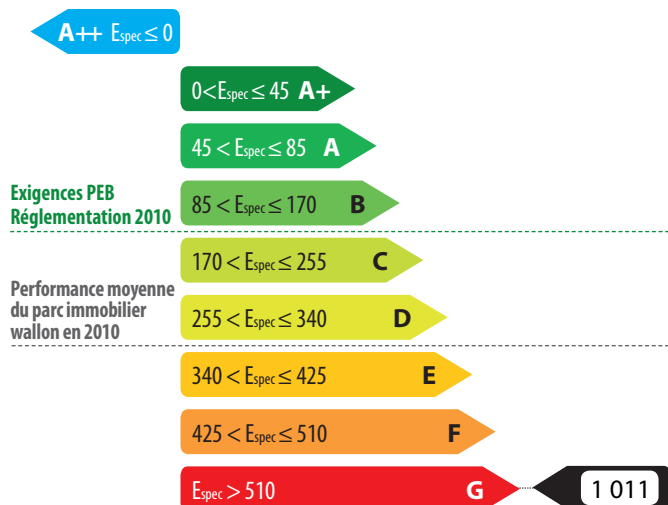 A++ Espec ≤ 0
0<Espec ≤ 45 A+
45 < Espec ≤ 85 A
Exigences PEB
Réglementation 2010
85 < Espec ≤ 170 B
170 < Espec ≤ 255 C
Performance moyenne
du parc immobilier
wallon en 2010
255 < Espec ≤ 340 D
340 < Espec ≤ 425 E
425 < Espec ≤ 510 F
Espec > 510 G
1 011